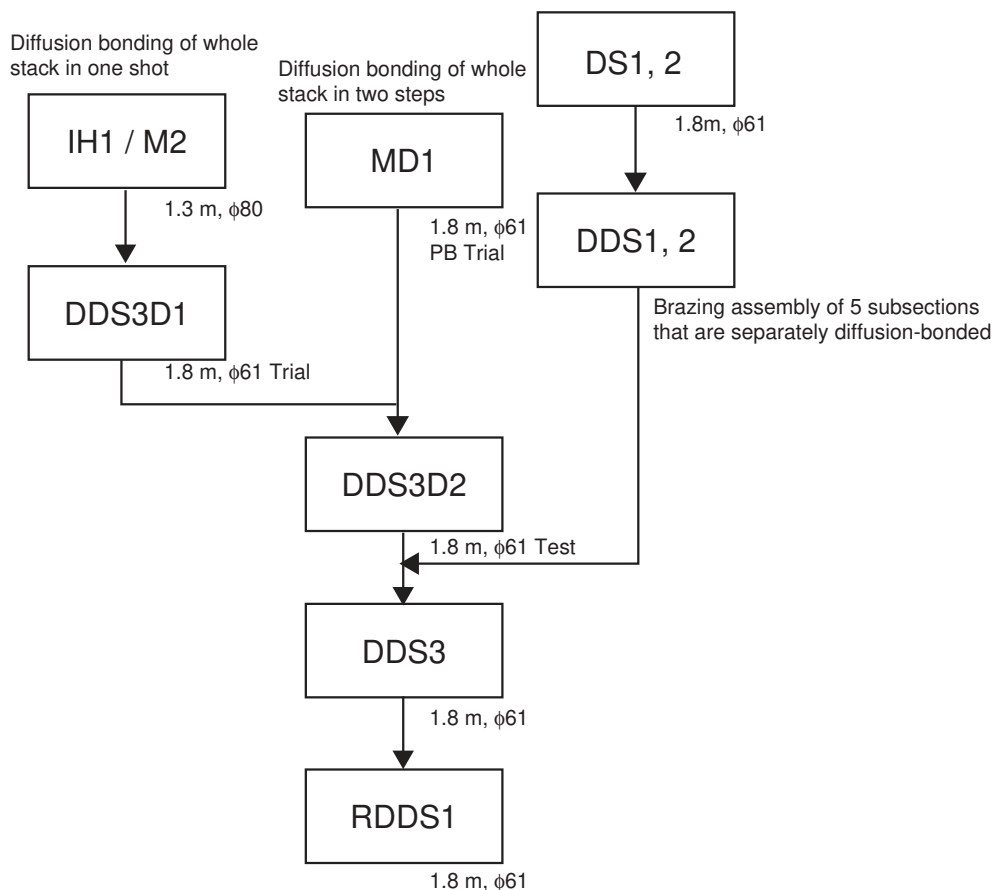 Diffusion bonding of whole
stack in one shot
IH1 / M2
1.3 m, ϕ80
DDS3D1
1.8 m, ϕ61 Trial
Diffusion bonding of whole
stack in two steps
MD1
1.8 m, ϕ61
PB Trial
DS1, 2
1.8m, ϕ61
DDS1, 2
Brazing assembly of 5 subsections
that are separately diffusion-bonded
DDS3D2
1.8 m, ϕ61 Test
DDS3
1.8 m, ϕ61
RDDS1
1.8 m, ϕ61